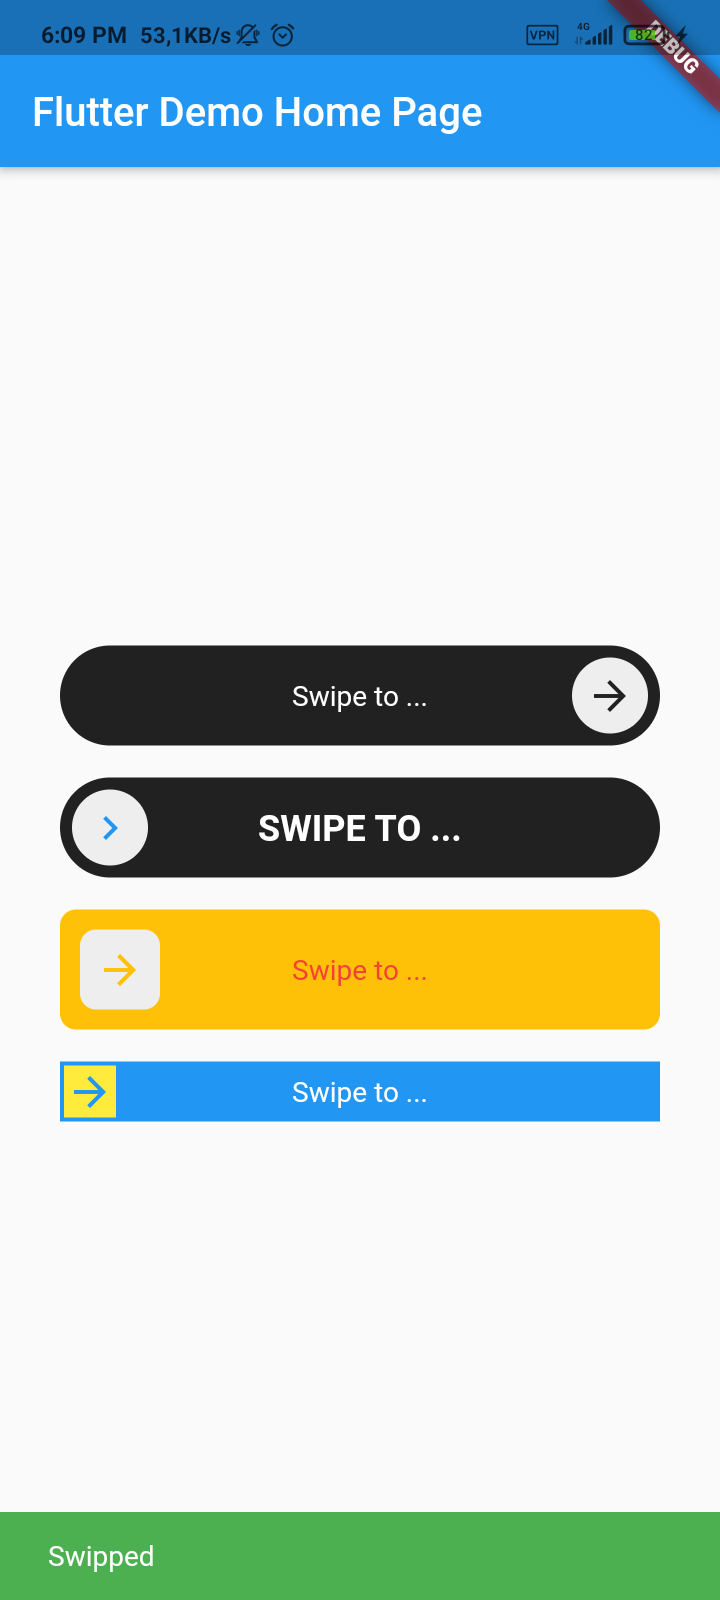 6:09 PM 53,1KB/s VPN 4G 82
DEBUG
Flutter Demo Home Page
Swipe to ...
SWIPE TO ...
Swipe to ...
Swipe to ...
Swipped